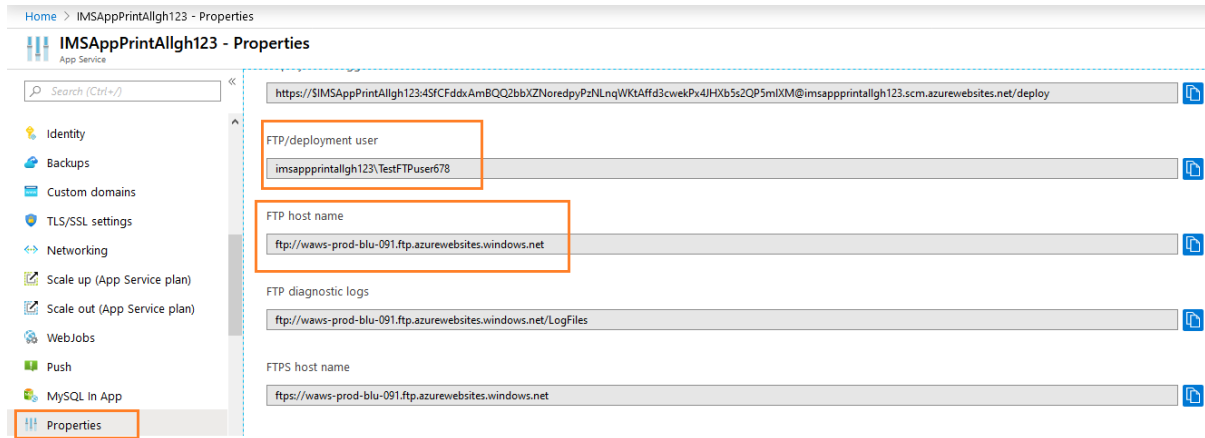 Home > IMSAppPrintAllgh123 - Properties
IMSAppPrintAllgh123 - Properties
App Service
Search (Ctrl+/)
«
Identity
Backups
Custom domains
TLS/SSL settings
Networking
Scale up (App Service plan)
Scale out (App Service plan)
WebJobs
Push
MySQL In App
Properties
https://$IMSAppPrintAllgh123:4SfCFddxAmBQQ2bbXZNoredpyPzNLnqWKtAffd3cwekPx4JHXb5s2QP5mIXM@imsappprintallgh123.scm.azurewebsites.net/deploy
FTP/deployment user
imsappprintallgh123\TestFTPuser678
FTP host name
ftp://waws-prod-blu-091.ftp.azurewebsites.windows.net
FTP diagnostic logs
ftp://waws-prod-blu-091.ftp.azurewebsites.windows.net/LogFiles
FTPS host name
ftps://waws-prod-blu-091.ftp.azurewebsites.windows.net